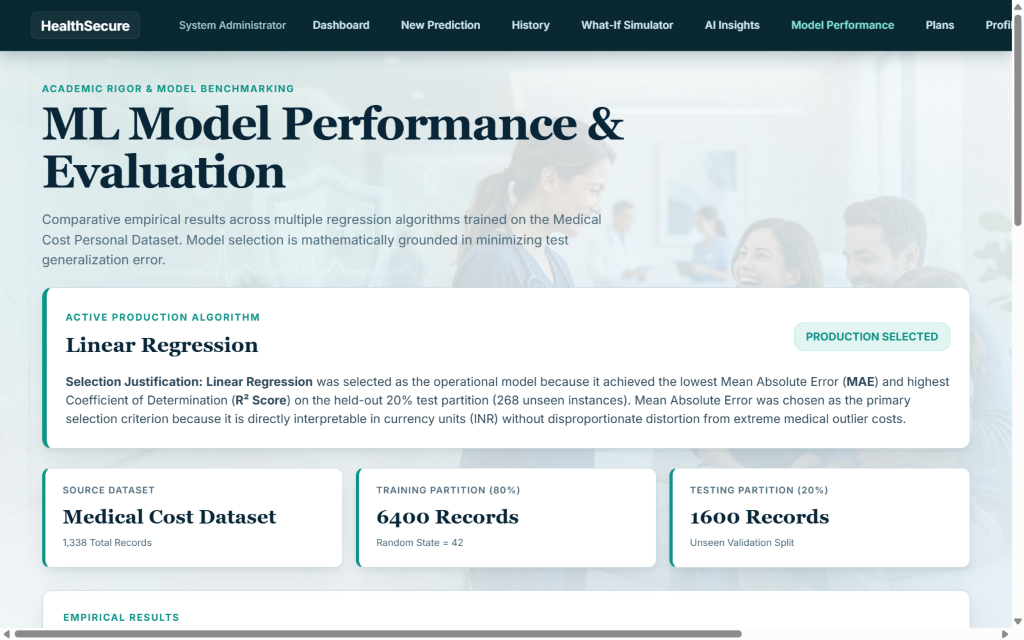 HealthSecure
System Administrator Dashboard New Prediction History What-If Simulator AI Insights Model Performance Plans
ACADEMIC RIGOR & MODEL BENCHMARKING
ML Model Performance &
Evaluation
Comparative empirical results across multiple regression algorithms trained on the Medical
Cost Personal Dataset. Model selection is mathematically grounded in minimizing test
generalization error.
ACTIVE PRODUCTION ALGORITHM
Linear Regression
PRODUCTION SELECTED
Selection Justification: Linear Regression was selected as the operational model because it achieved the lowest Mean Absolute Error (MAE) and highest
Coefficient of Determination (R² Score) on the held-out 20% test partition (268 unseen instances). Mean Absolute Error was chosen as the primary
selection criterion because it is directly interpretable in currency units (INR) without disproportionate distortion from extreme medical outlier costs.
SOURCE DATASET
Medical Cost Dataset
1,338 Total Records
TRAINING PARTITION (80%)
6400 Records
Random State = 42
TESTING PARTITION (20%)
1600 Records
Unseen Validation Split
EMPIRICAL RESULTS